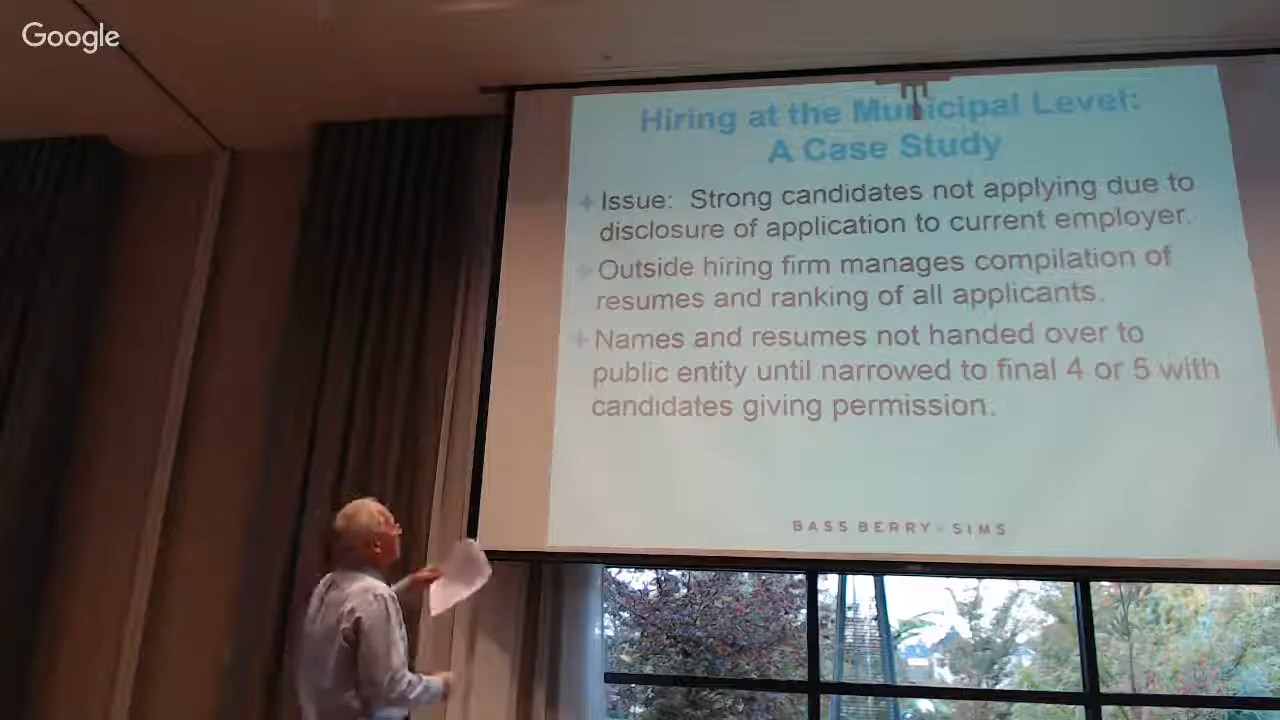 Google
Hiring at the Municipal Level:
A Case Study
+ Issue: Strong candidates not applying due to
disclosure of application to current employer.
+ Outside hiring firm manages compilation of
resumes and ranking of all applicants.
+ Names and resumes not handed over to
public entity until narrowed to final 4 or 5 with
candidates giving permission.
BASS BERRY + SIMS